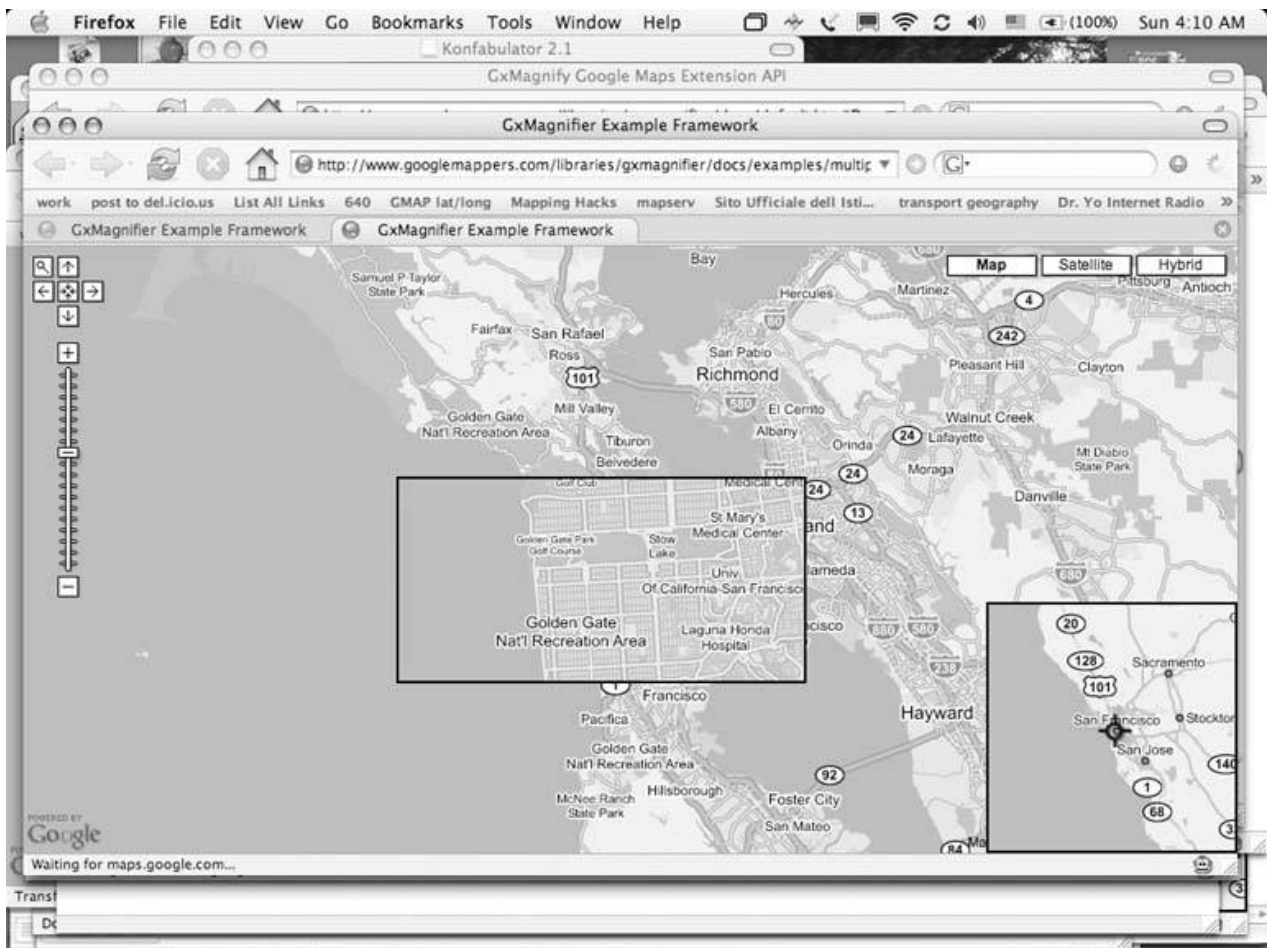 Firefox File Edit View Go Bookmarks Tools Window Help (100%) Sun 4:10 AM
Konfabulator 2.1
GxMagnify Google Maps Extension API
GxMagnifier Example Framework
http://www.googlemappers.com/libraries/gxmagnifier/docs/examples/multip
work post to del.icio.us List All Links 640 GMAP lat/long Mapping Hacks mapserv Sito Ufficiale dell Isti... transport geography Dr. Yo Internet Radio »
GxMagnifier Example Framework GxMagnifier Example Framework
Map Satellite Hybrid
Bay
Samuel P Taylor
State Park
Hercules
Martinez
Pittsburg
Antioch
4
80
242
Fairfax
San Rafael
Ross
101
San Pablo
Richmond
Pleasant Hill
Clayton
580
El Cerrito
Mill Valley
Golden Gate
Nat'l Recreation Area
Albany
Walnut Creek
Tiburon
Orinda
24
Lafayette
Belvedere
80
24
Moraga
Mt Diablo
State Park
24
Danville
13
Golf Club
Medical Cent
St Mary's
Medical Center
and
Golden Gate Park
Golf Course
Stow
Lake
Univ
Of California-San Francisco
lameda
680
Golden Gate
Nat'l Recreation Area
Laguna Honda
Hospital
ncisco
880
580
238
1
Francisco
Pacifica
Hayward
Golden Gate
Nat'l Recreation Area
92
McNee Ranch
State Park
Hillsborough
Foster City
San Mateo
84
Ma
20
128
Sacramento
101
San Francisco
Stockton
San Jose
140
1
68
POWERED BY
Google
Waiting for maps.google.com...
Transf
Do